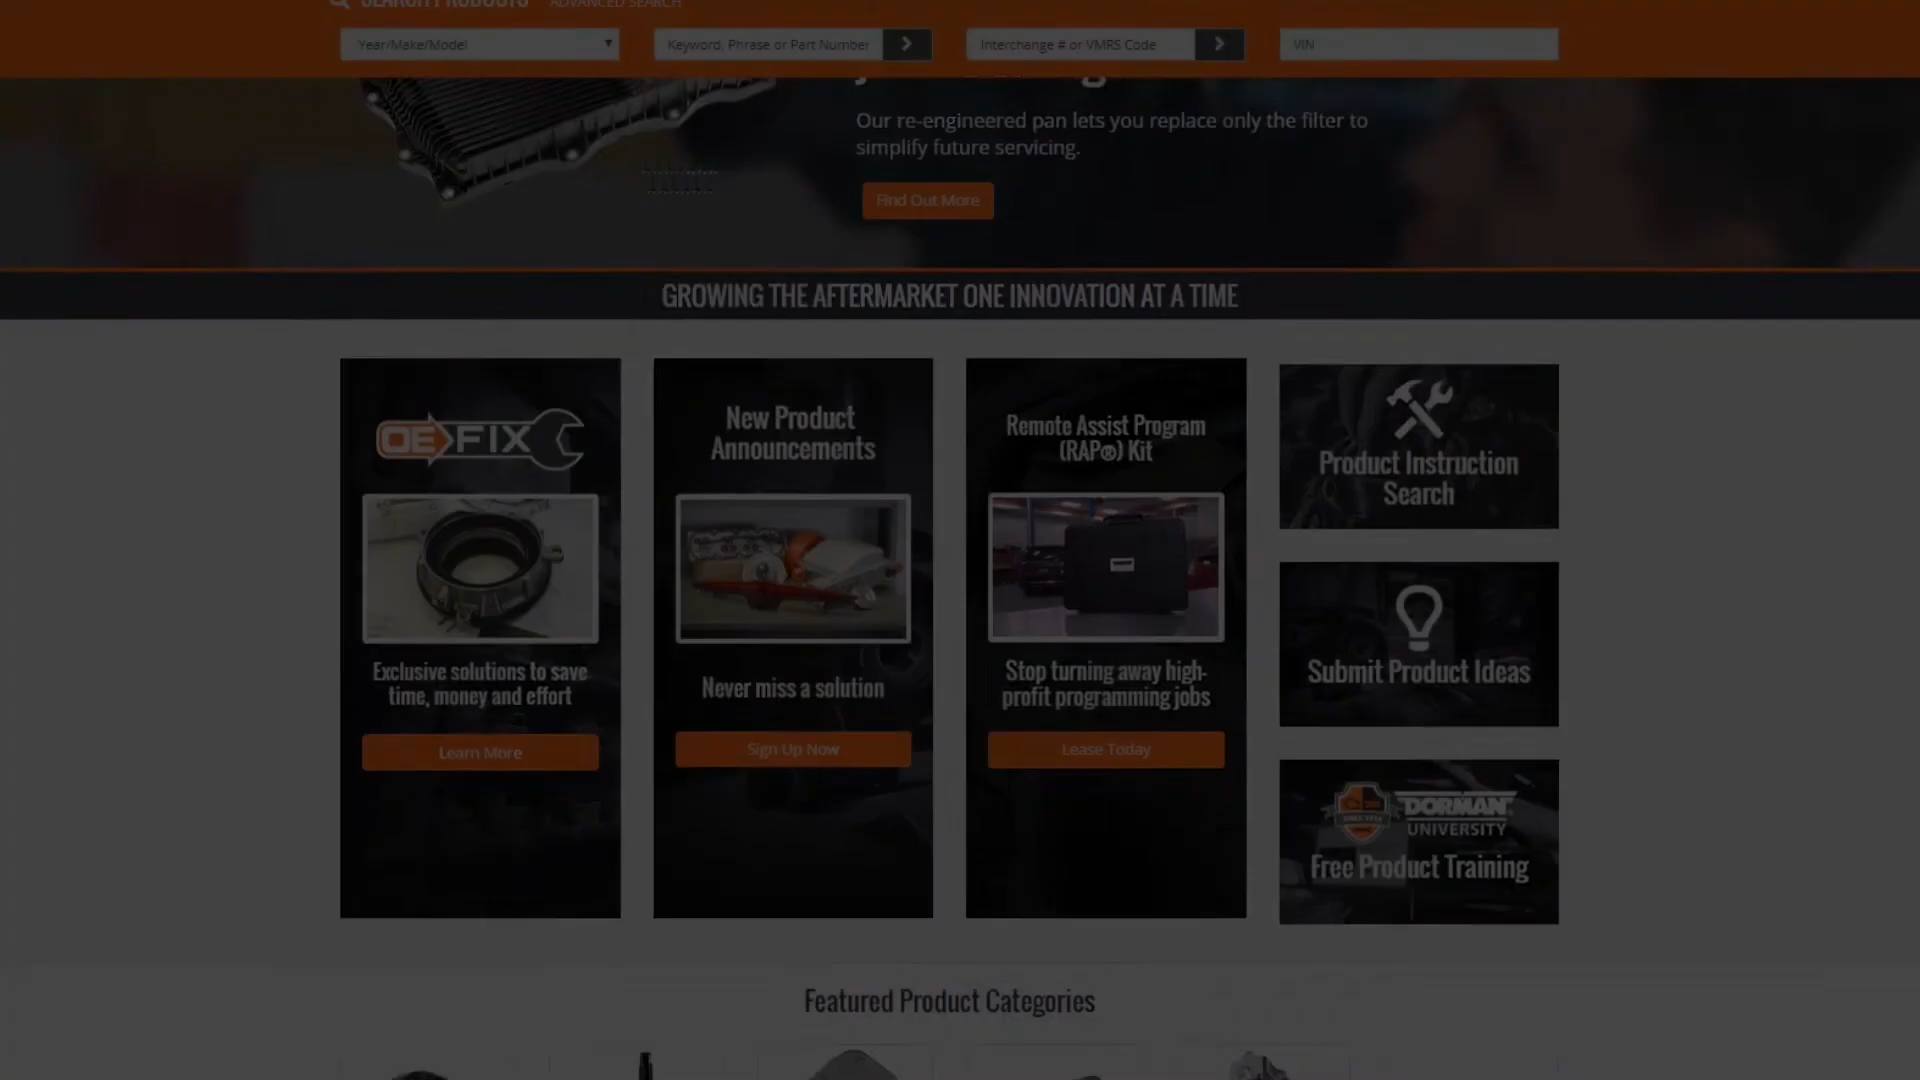 SEARCH PRODUCTS ADVANCED SEARCH
Year/Make/Model
Keyword, Phrase or Part Number
Interchange # or VMRS Code
VIN
Our re-engineered pan lets you replace only the filter to
simplify future servicing.
Find Out More
GROWING THE AFTERMARKET ONE INNOVATION AT A TIME
OE FIX
Exclusive solutions to save
time, money and effort
Learn More
New Product
Announcements
Never miss a solution
Sign Up Now
Remote Assist Program
(RAP®) Kit
Stop turning away high-
profit programming jobs
Lease Today
Product Instruction
Search
Submit Product Ideas
DORMAN
UNIVERSITY
Free Product Training
Featured Product Categories